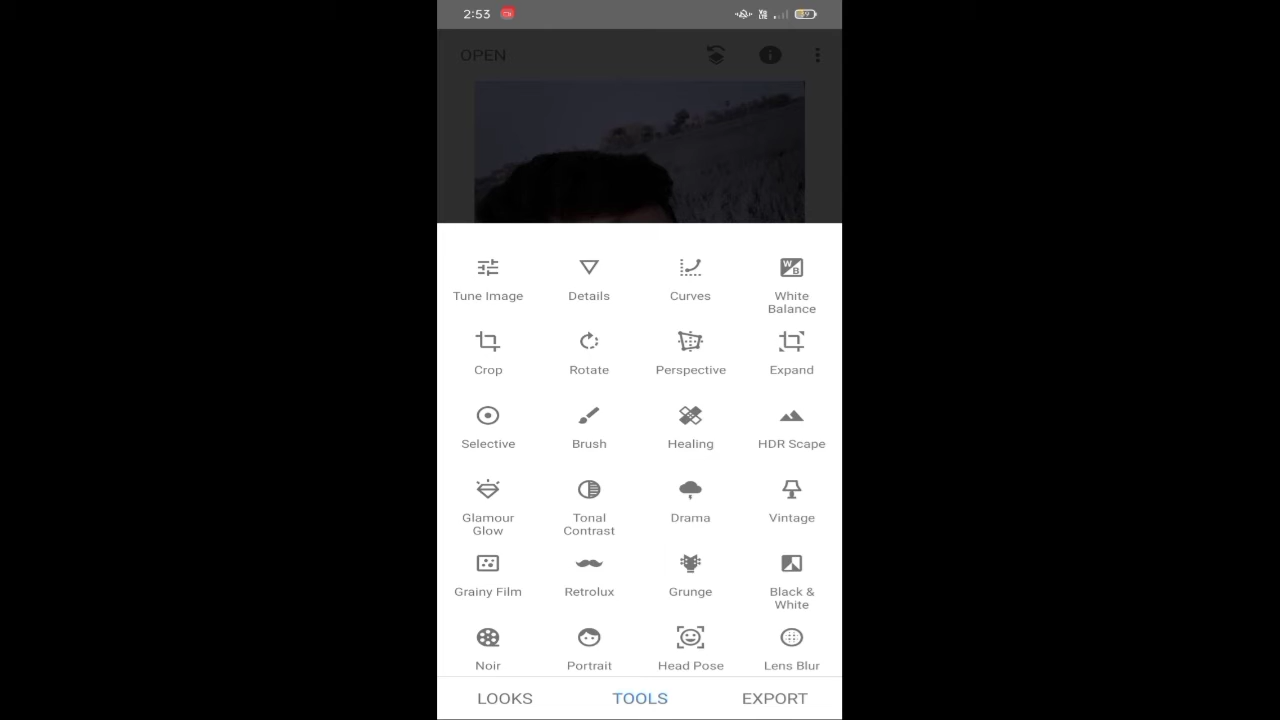 2:53
OPEN
Tune Image
Details
Curves
White
Balance
Crop
Rotate
Perspective
Expand
Selective
Brush
Healing
HDR Scape
Glamour
Glow
Tonal
Contrast
Drama
Vintage
Grainy Film
Retrolux
Grunge
Black &
White
Noir
Portrait
Head Pose
Lens Blur
LOOKS
TOOLS
EXPORT